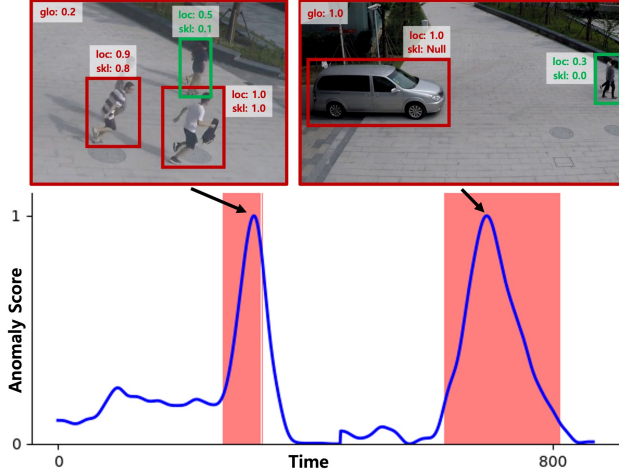 glo: 0.2
loc: 0.5
skl: 0.1
loc: 0.9
skl: 0.8
loc: 1.0
skl: 1.0
glo: 1.0
loc: 1.0
skl: Null
loc: 0.3
skl: 0.0
1
Anomaly Score
0
0
Time
800